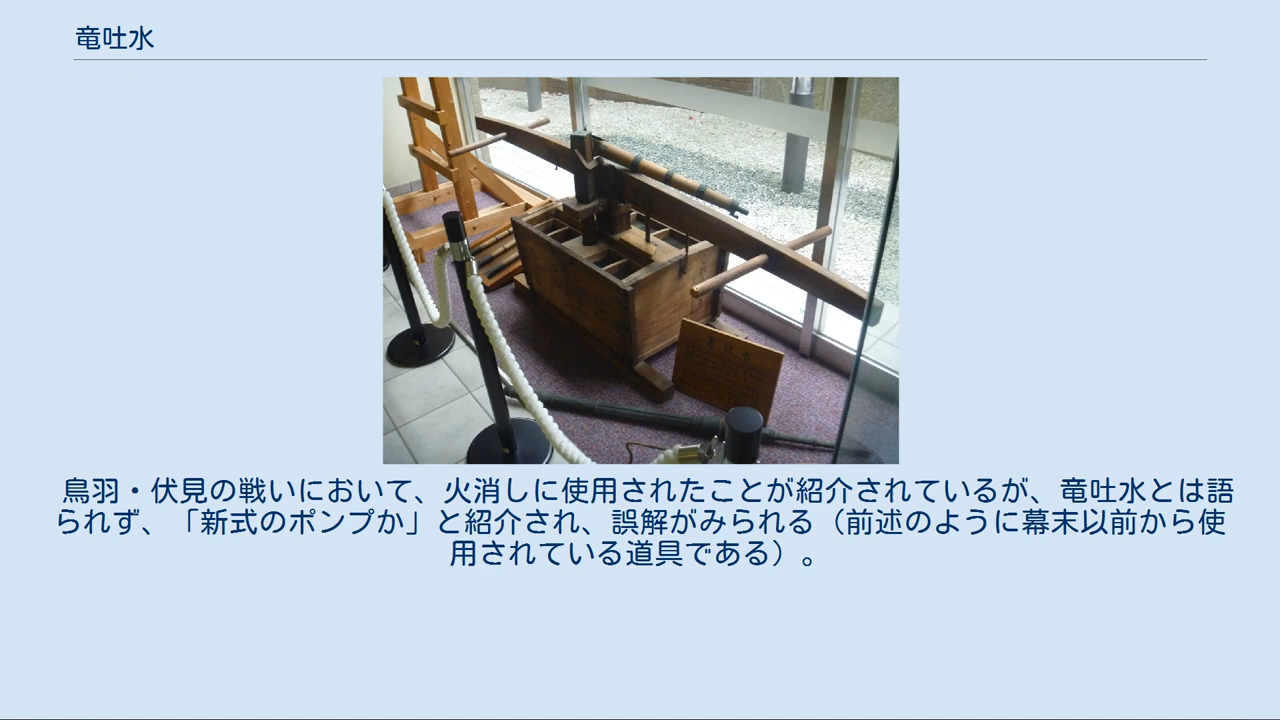 竜吐水
鳥羽・伏見の戦いにおいて、火消しに使用されたことが紹介されているが、竜吐水とは語
られず、「新式のポンプか」と紹介され、誤解がみられる（前述のように幕末以前から使
用されている道具である）。